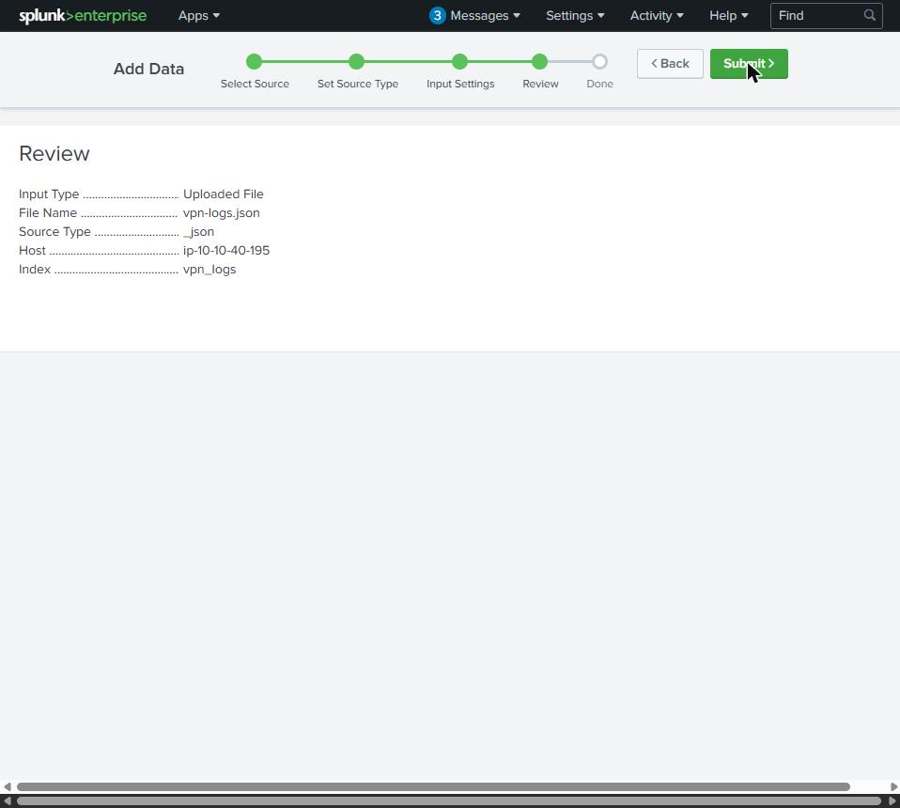 splunk>enterprise Apps 3 Messages Settings Activity Help Find
Add Data
Select Source Set Source Type Input Settings Review Done
< Back Submit >
Review
Input Type ................................ Uploaded File
File Name ................................ vpn-logs.json
Source Type ............................ _json
Host ........................................... ip-10-10-40-195
Index ......................................... vpn_logs